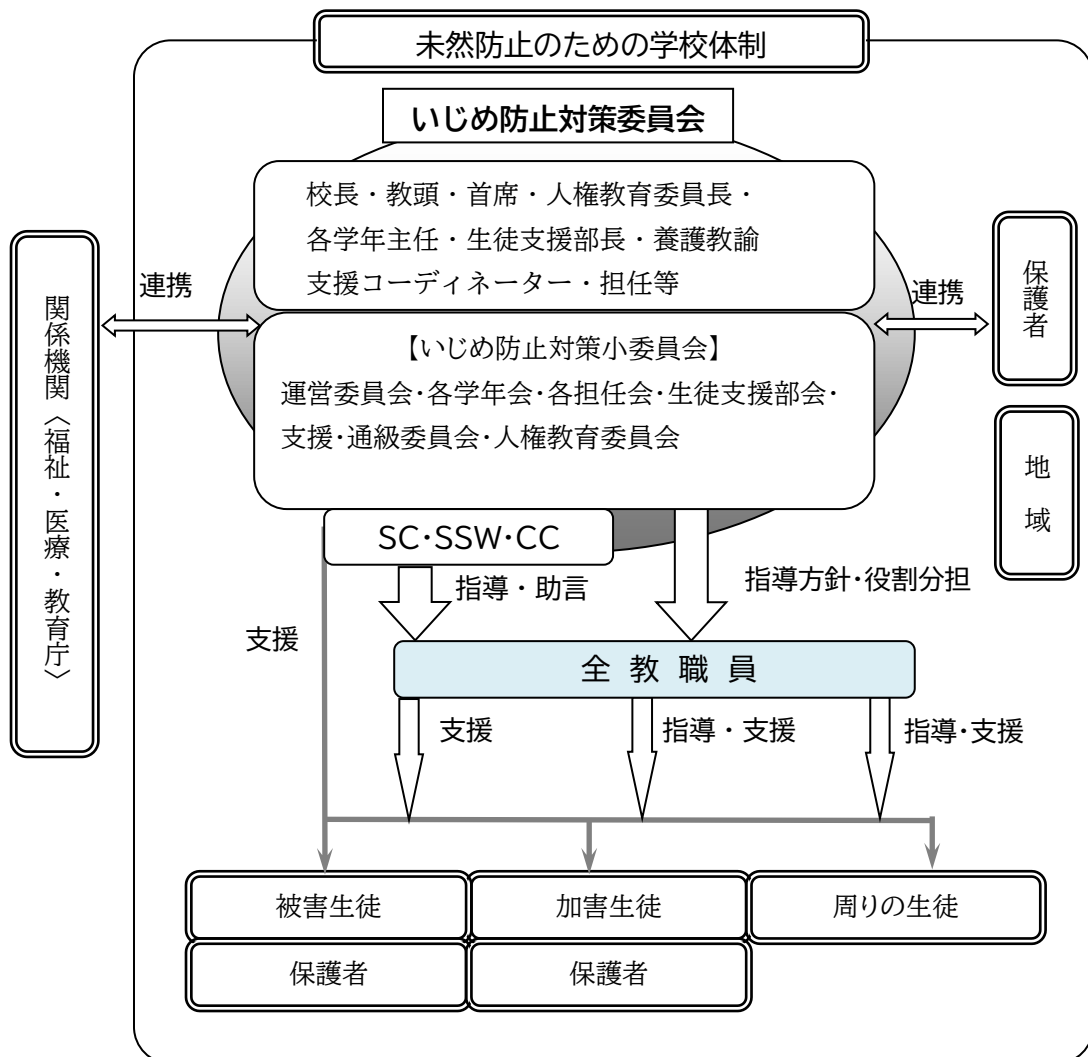 未然防止のための学校体制
いじめ防止対策委員会
校長・教頭・首席・人権教育委員長・
各学年主任・生徒支援部長・養護教諭
支援コーディネーター・担任等
連携
連携
関係機関〈福祉・医療・教育庁〉
保護者
【いじめ防止対策小委員会】
運営委員会・各学年会・各担任会・生徒支援部会・
支援・通級委員会・人権教育委員会
地域
SC・SSW・CC
指導・助言
指導方針・役割分担
支援
全教職員
支援
指導・支援
指導・支援
被害生徒
加害生徒
周りの生徒
保護者
保護者